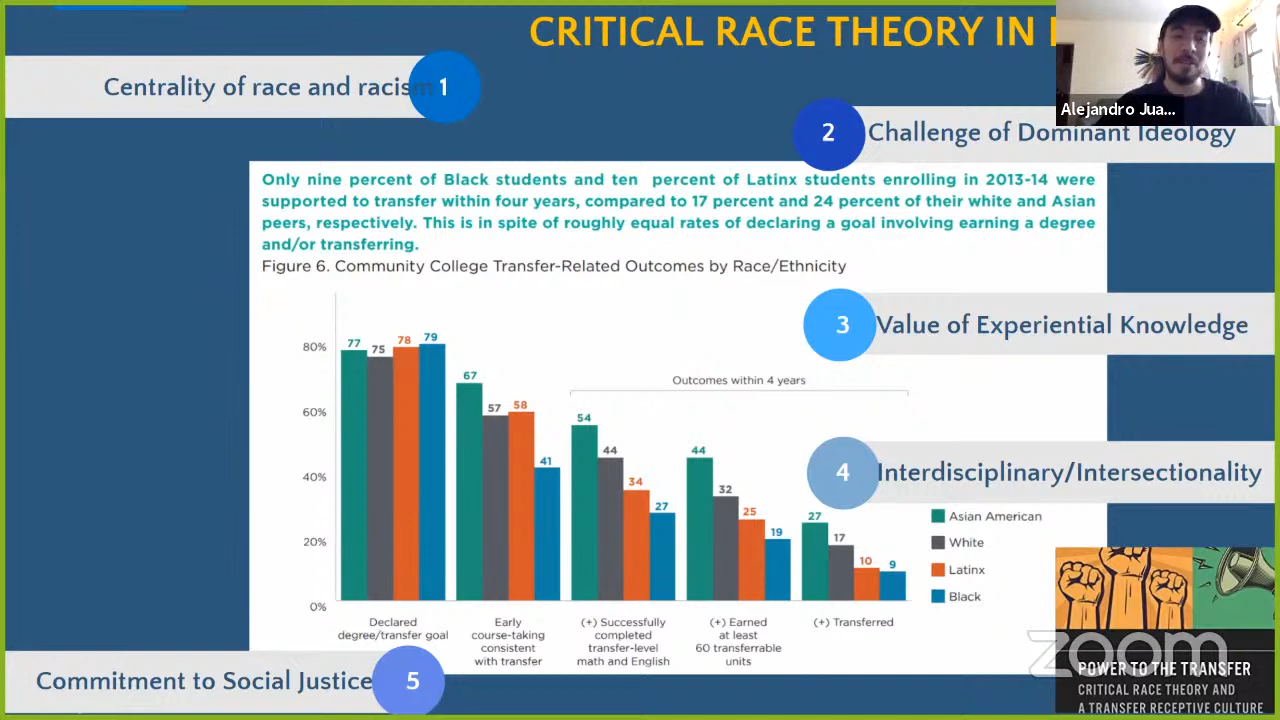 CRITICAL RACE THEORY IN
Alejandro Jua...
Centrality of race and racism 1
2 Challenge of Dominant Ideology
Only nine percent of Black students and ten percent of Latinx students enrolling in 2013-14 were
supported to transfer within four years, compared to 17 percent and 24 percent of their white and Asian
peers, respectively. This is in spite of roughly equal rates of declaring a goal involving earning a degree
and/or transferring.
Figure 6. Community College Transfer-Related Outcomes by Race/Ethnicity
3 Value of Experiential Knowledge
4 Interdisciplinary/Intersectionality
Outcomes within 4 years
80%
60%
40%
20%
0%
77 75 78 79
67 57 58 41
54 44 34 27
44 32 25 19
27 17 10 9
Declared
degree/transfer goal
Early
course-taking
consistent
with transfer
(+) Successfully
completed
transfer-level
math and English
(+) Earned
at least
60 transferrable
units
(+) Transferred
Asian American
White
Latinx
Black
5 Commitment to Social Justice
zoom
POWER TO THE TRANSFER
CRITICAL RACE THEORY AND
A TRANSFER RECEPTIVE CULTURE